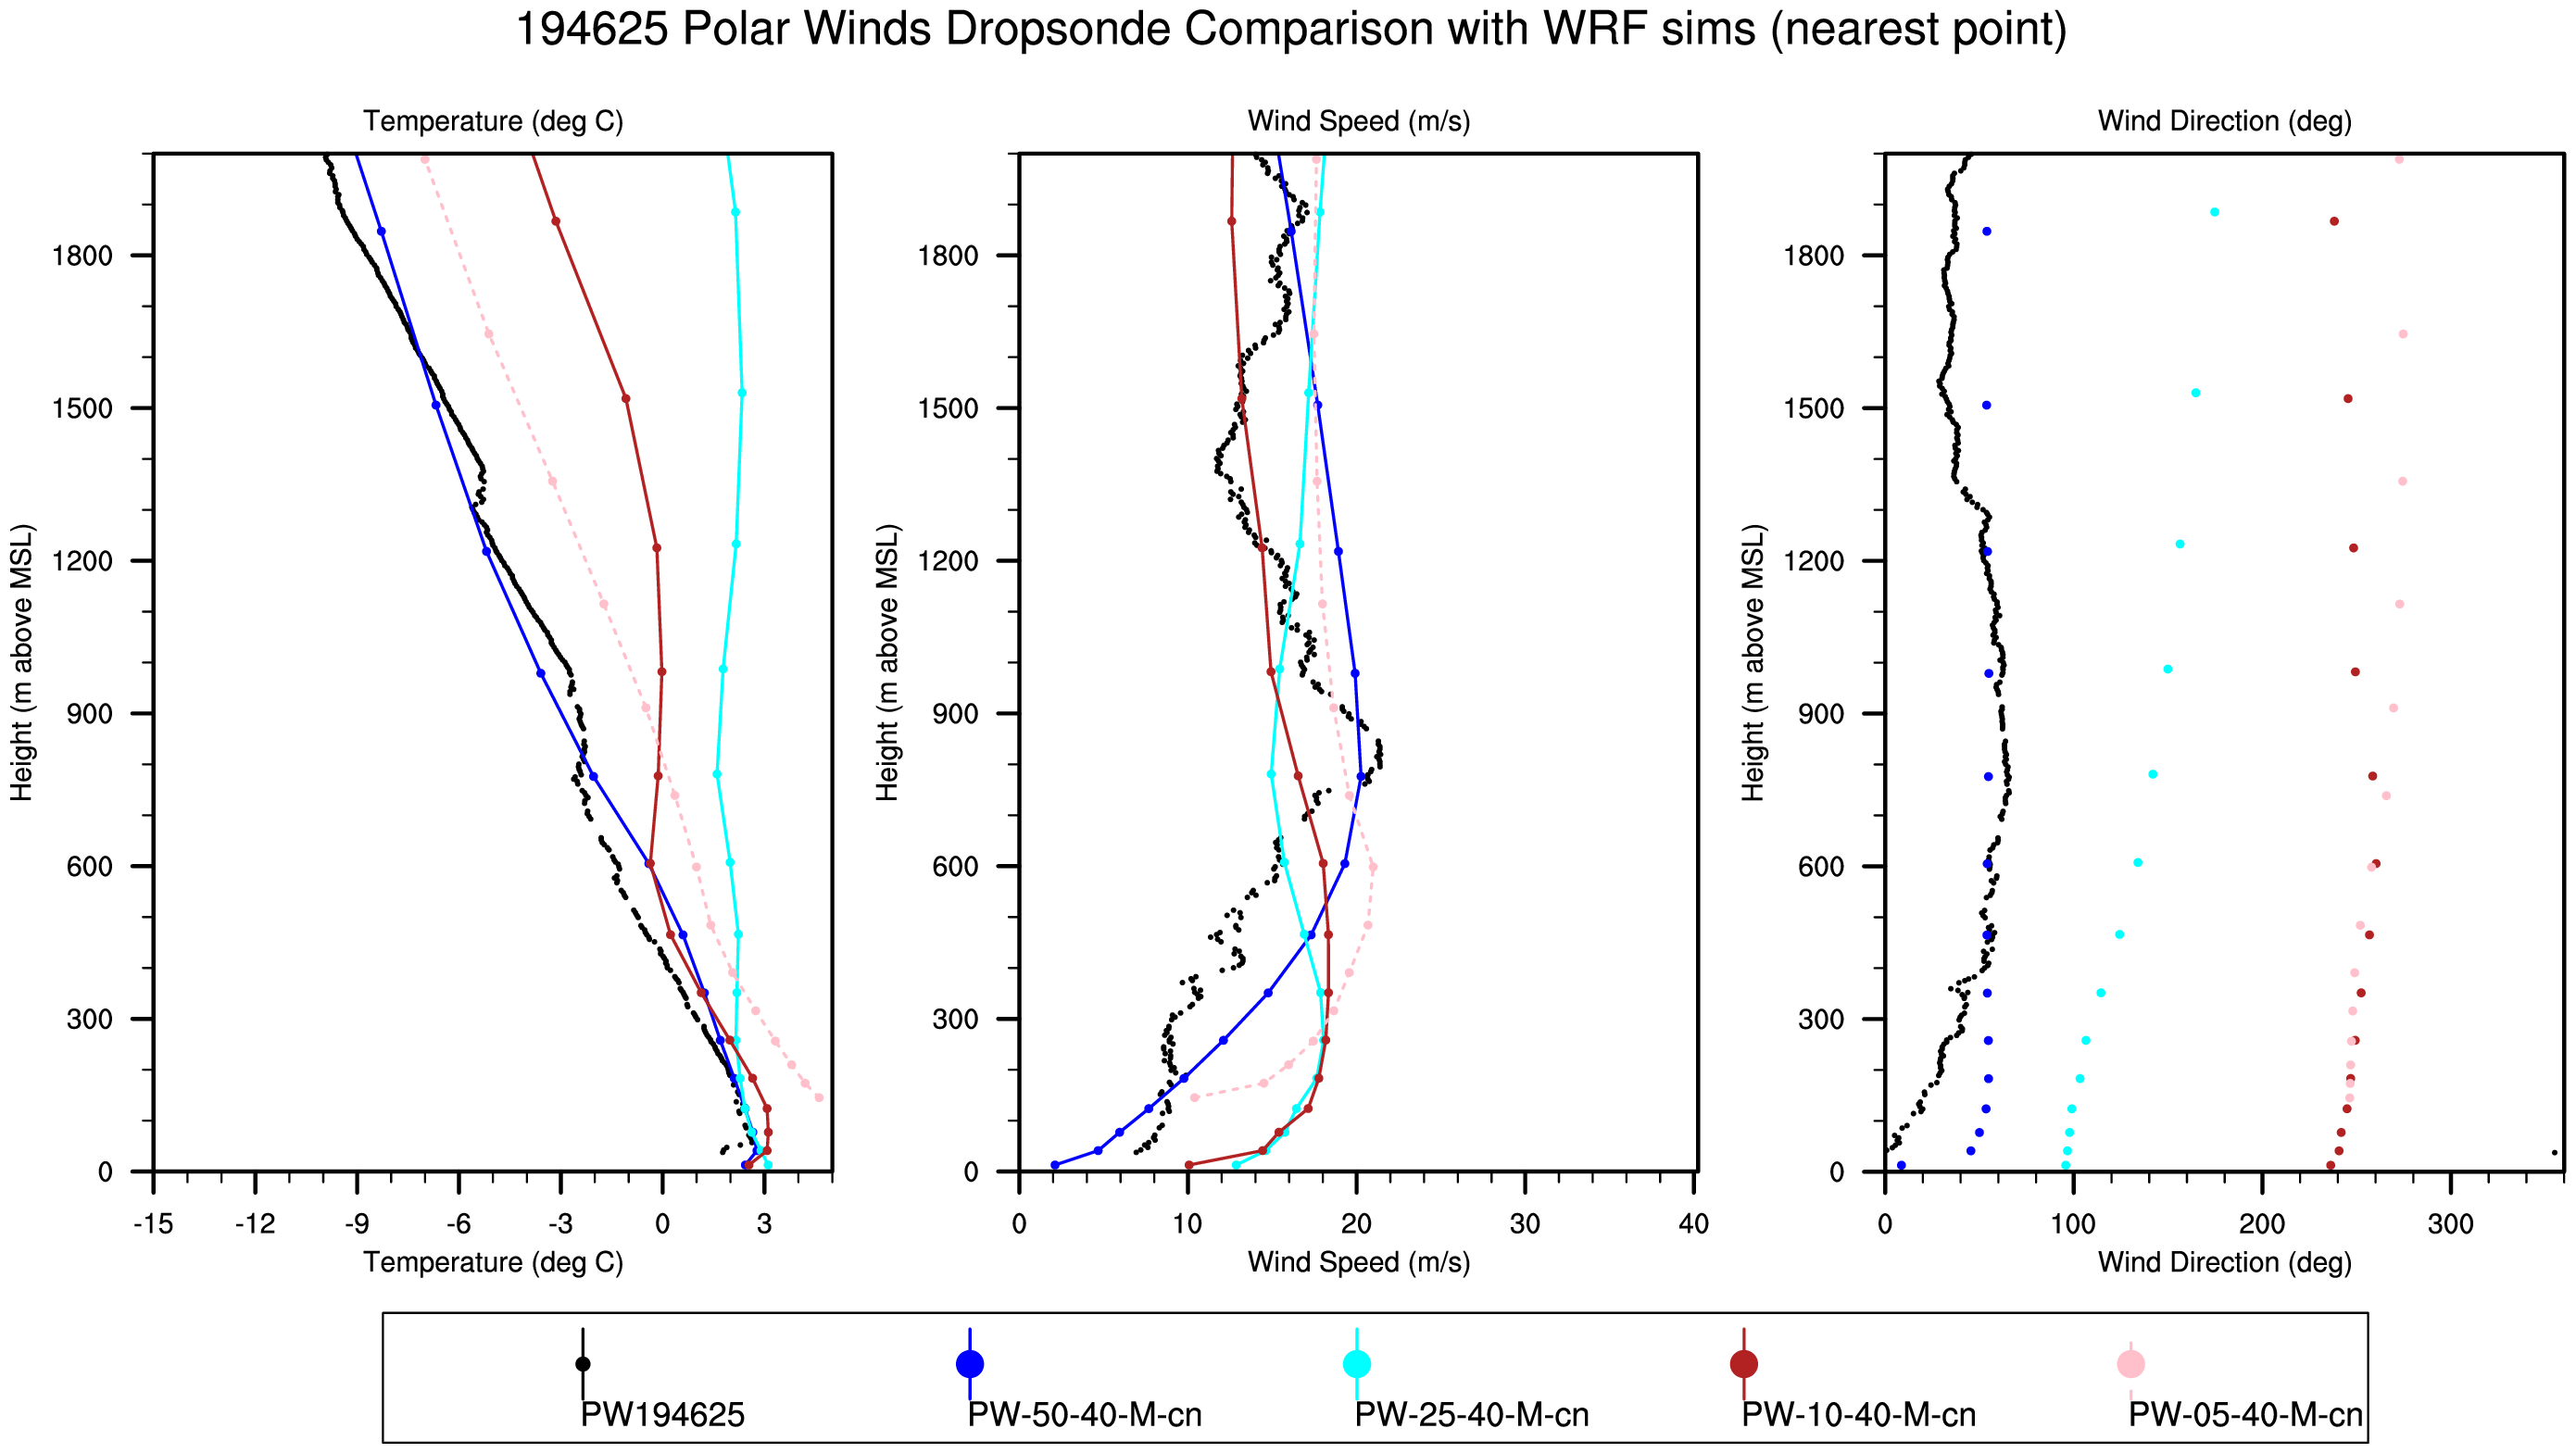 194625 Polar Winds Dropsonde Comparison with WRF sims (nearest point)
Temperature (deg C)
Wind Speed (m/s)
Wind Direction (deg)
Height (m above MSL)
1800
1500
1200
900
600
300
0
-15 -12 -9 -6 -3 0 3
Temperature (deg C)
Height (m above MSL)
1800
1500
1200
900
600
300
0
0 10 20 30 40
Wind Speed (m/s)
Height (m above MSL)
1800
1500
1200
900
600
300
0
0 100 200 300
Wind Direction (deg)
PW194625 PW-50-40-M-cn PW-25-40-M-cn PW-10-40-M-cn PW-05-40-M-cn